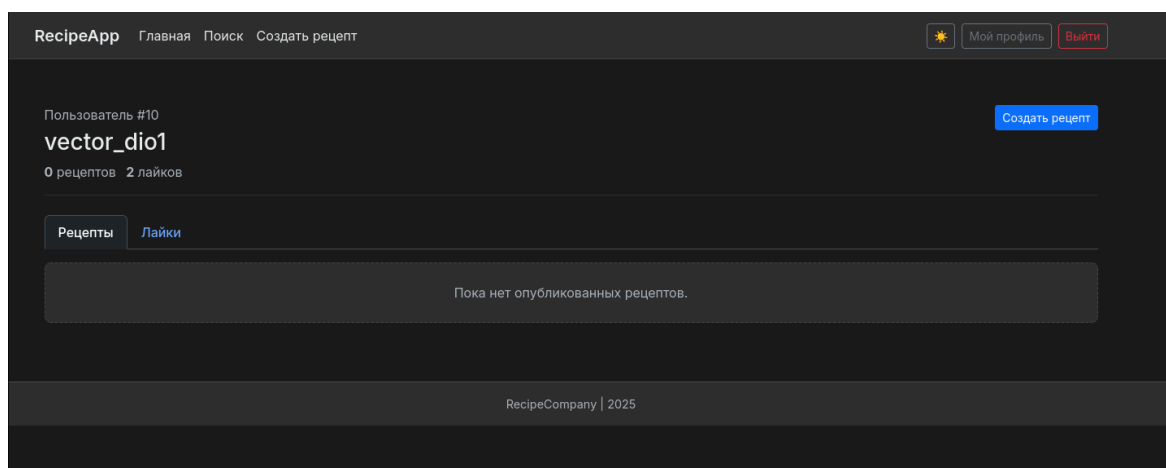 RecipeApp Главная Поиск Создать рецепт Мой профиль Выйти
Пользователь #10
Создать рецепт
vector_dio1
0 рецептов 2 лайков
Рецепты Лайки
Пока нет опубликованных рецептов.
RecipeCompany | 2025